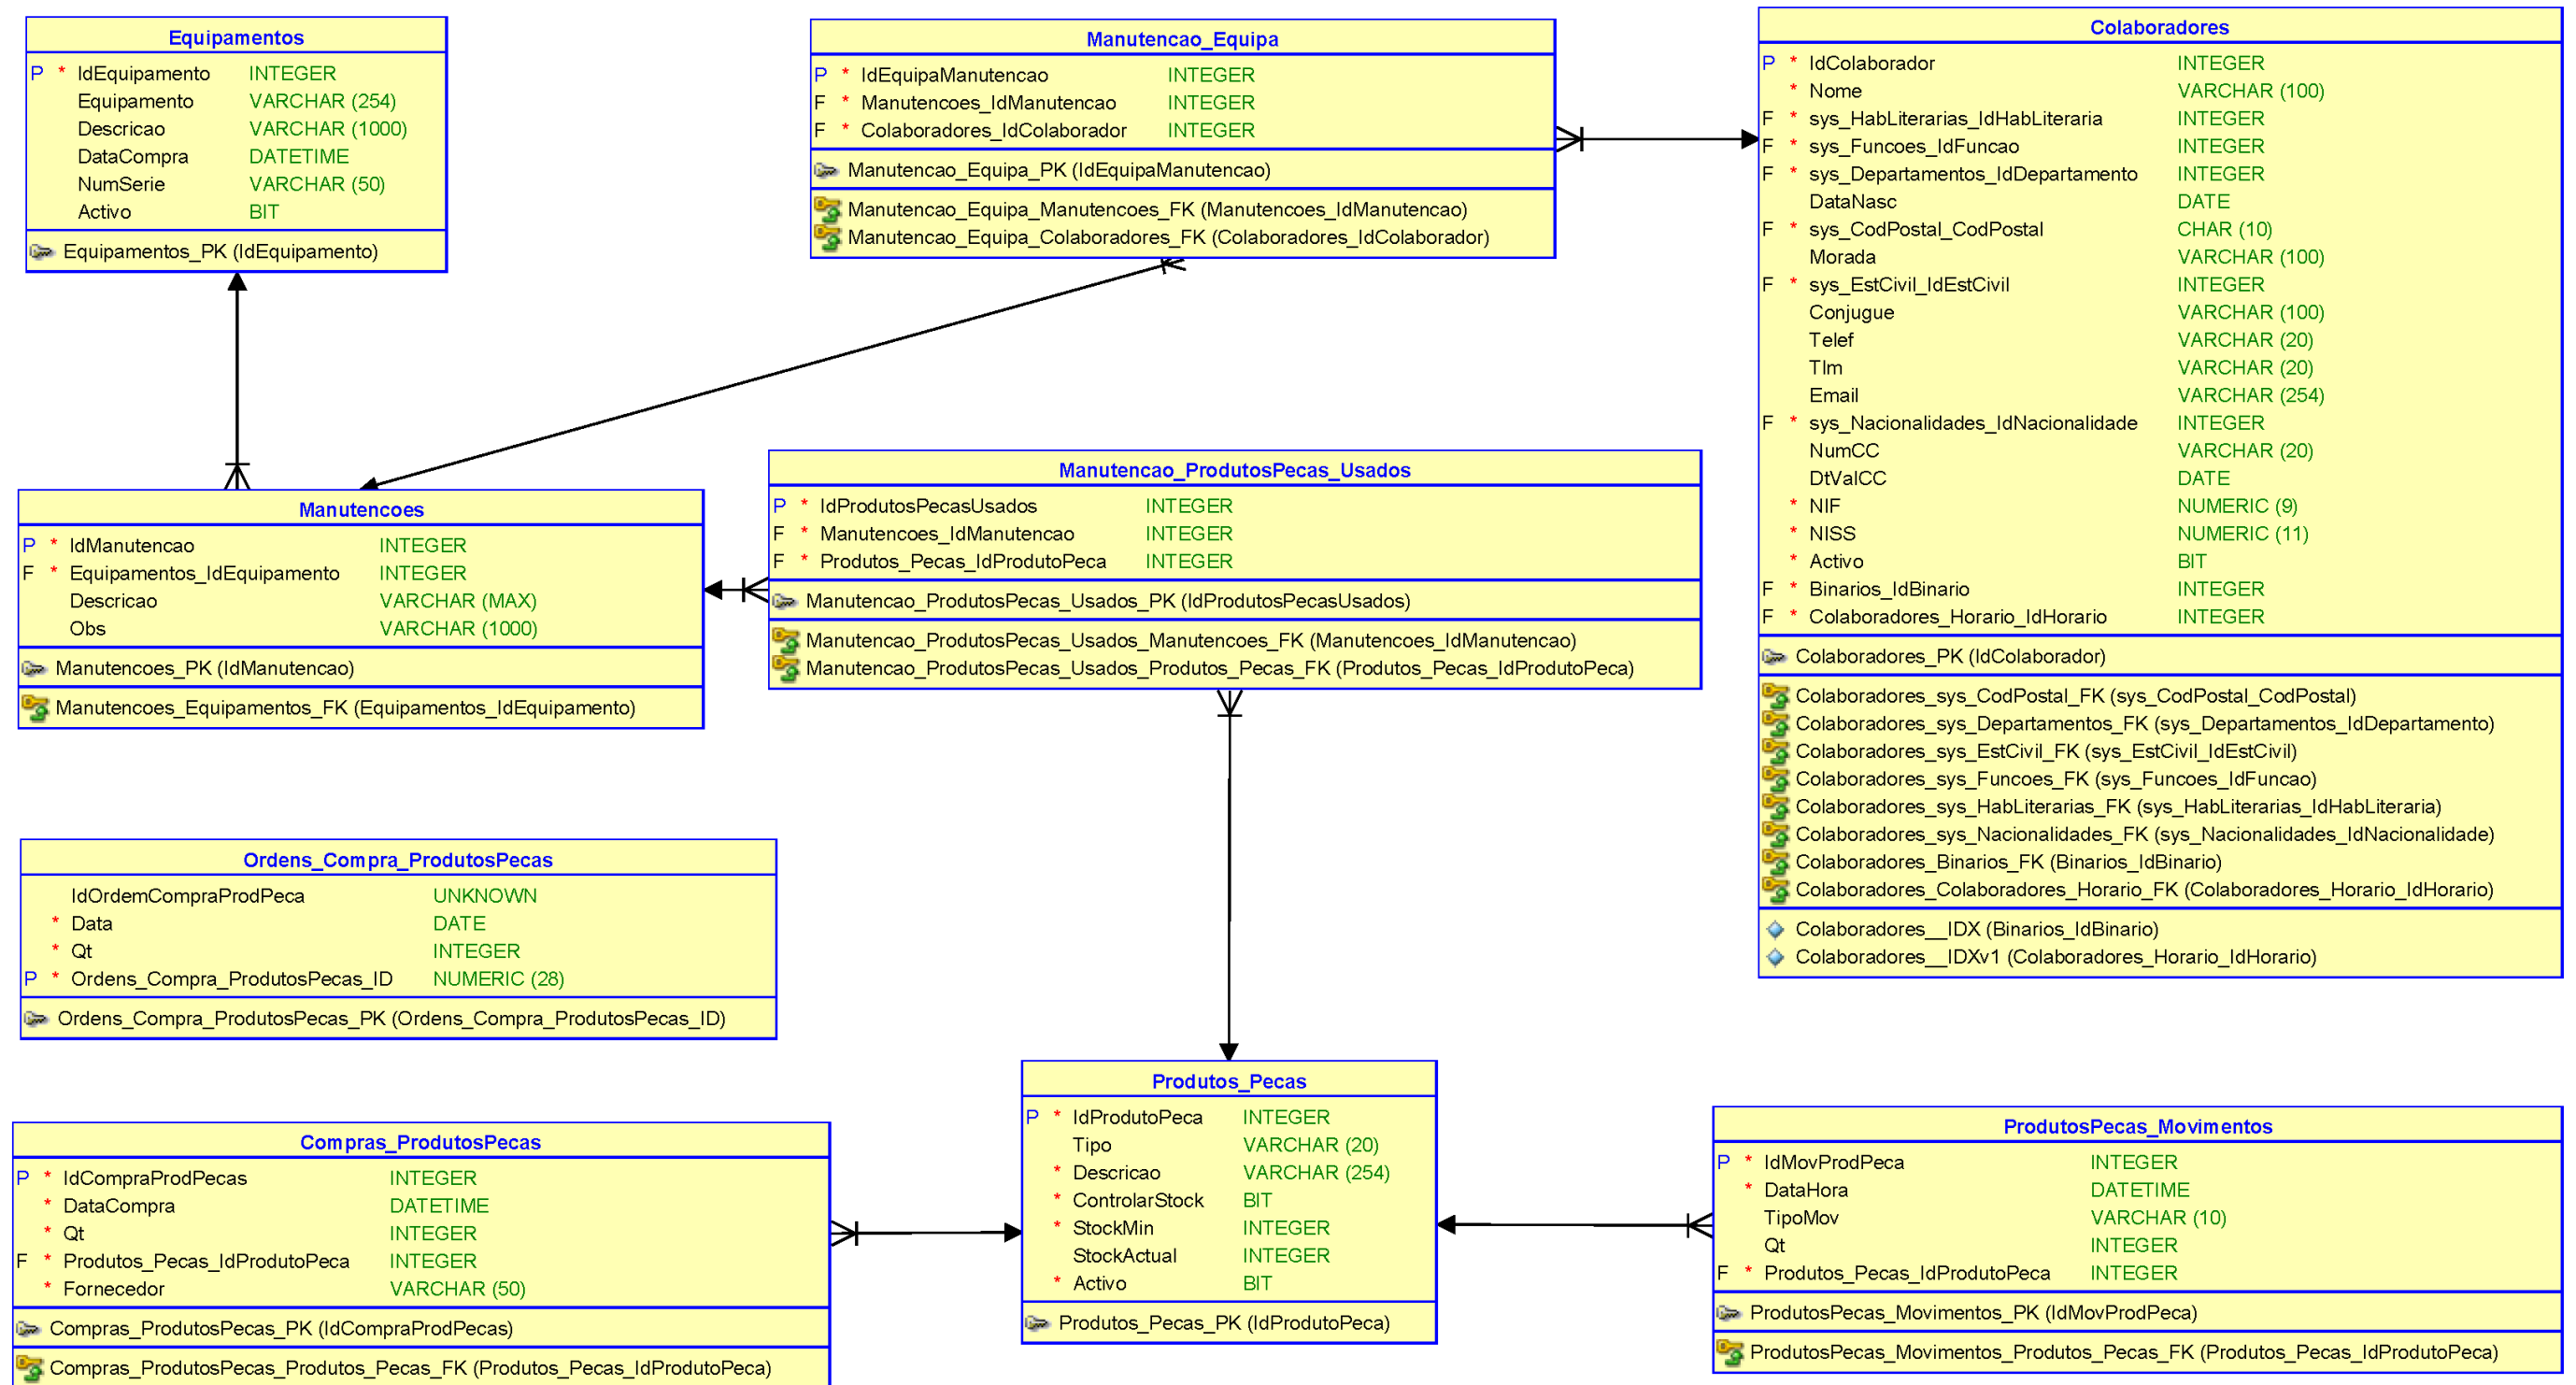 Equipamentos
P * IdEquipamento INTEGER
Equipamento VARCHAR (254)
Descricao VARCHAR (1000)
DataCompra DATETIME
NumSerie VARCHAR (50)
Activo BIT
Equipamentos_PK (IdEquipamento)
Manutencao_Equipa
P * IdEquipaManutencao INTEGER
F * Manutencoes_IdManutencao INTEGER
F * Colaboradores_IdColaborador INTEGER
Manutencao_Equipa_PK (IdEquipaManutencao)
Manutencao_Equipa_Manutencoes_FK (Manutencoes_IdManutencao)
Manutencao_Equipa_Colaboradores_FK (Colaboradores_IdColaborador)
Colaboradores
P * IdColaborador INTEGER
* Nome VARCHAR (100)
F * sys_HabLiterarias_IdHabLiteraria INTEGER
F * sys_Funcoes_IdFuncao INTEGER
F * sys_Departamentos_IdDepartamento INTEGER
DataNasc DATE
F * sys_CodPostal_CodPostal CHAR (10)
Morada VARCHAR (100)
F * sys_EstCivil_IdEstCivil INTEGER
Conjugue VARCHAR (100)
Telef VARCHAR (20)
Tlm VARCHAR (20)
Email VARCHAR (254)
F * sys_Nacionalidades_IdNacionalidade INTEGER
NumCC VARCHAR (20)
DtValCC DATE
* NIF NUMERIC (9)
* NISS NUMERIC (11)
* Activo BIT
F * Binarios_IdBinario INTEGER
F * Colaboradores_Horario_IdHorario INTEGER
Colaboradores_PK (IdColaborador)
Colaboradores_sys_CodPostal_FK (sys_CodPostal_CodPostal)
Colaboradores_sys_Departamentos_FK (sys_Departamentos_IdDepartamento)
Colaboradores_sys_EstCivil_FK (sys_EstCivil_IdEstCivil)
Colaboradores_sys_Funcoes_FK (sys_Funcoes_IdFuncao)
Colaboradores_sys_HabLiterarias_FK (sys_HabLiterarias_IdHabLiteraria)
Colaboradores_sys_Nacionalidades_FK (sys_Nacionalidades_IdNacionalidade)
Colaboradores_Binarios_FK (Binarios_IdBinario)
Colaboradores_Colaboradores_Horario_FK (Colaboradores_Horario_IdHorario)
Colaboradores__IDX (Binarios_IdBinario)
Colaboradores__IDXv1 (Colaboradores_Horario_IdHorario)
Manutencoes
P * IdManutencao INTEGER
F * Equipamentos_IdEquipamento INTEGER
Descricao VARCHAR (MAX)
Obs VARCHAR (1000)
Manutencoes_PK (IdManutencao)
Manutencoes_Equipamentos_FK (Equipamentos_IdEquipamento)
Manutencao_ProdutosPecas_Usados
P * IdProdutosPecasUsados INTEGER
F * Manutencoes_IdManutencao INTEGER
F * Produtos_Pecas_IdProdutoPeca INTEGER
Manutencao_ProdutosPecas_Usados_PK (IdProdutosPecasUsados)
Manutencao_ProdutosPecas_Usados_Manutencoes_FK (Manutencoes_IdManutencao)
Manutencao_ProdutosPecas_Usados_Produtos_Pecas_FK (Produtos_Pecas_IdProdutoPeca)
Ordens_Compra_ProdutosPecas
IdOrdemCompraProdPeca UNKNOWN
* Data DATE
* Qt INTEGER
P * Ordens_Compra_ProdutosPecas_ID NUMERIC (28)
Ordens_Compra_ProdutosPecas_PK (Ordens_Compra_ProdutosPecas_ID)
Compras_ProdutosPecas
P * IdCompraProdPecas INTEGER
* DataCompra DATETIME
* Qt INTEGER
F * Produtos_Pecas_IdProdutoPeca INTEGER
* Fornecedor VARCHAR (50)
Compras_ProdutosPecas_PK (IdCompraProdPecas)
Compras_ProdutosPecas_Produtos_Pecas_FK (Produtos_Pecas_IdProdutoPeca)
Produtos_Pecas
P * IdProdutoPeca INTEGER
Tipo VARCHAR (20)
* Descricao VARCHAR (254)
* ControlarStock BIT
* StockMin INTEGER
StockActual INTEGER
* Activo BIT
Produtos_Pecas_PK (IdProdutoPeca)
ProdutosPecas_Movimentos
P * IdMovProdPeca INTEGER
* DataHora DATETIME
TipoMov VARCHAR (10)
Qt INTEGER
F * Produtos_Pecas_IdProdutoPeca INTEGER
ProdutosPecas_Movimentos_PK (IdMovProdPeca)
ProdutosPecas_Movimentos_Produtos_Pecas_FK (Produtos_Pecas_IdProdutoPeca)